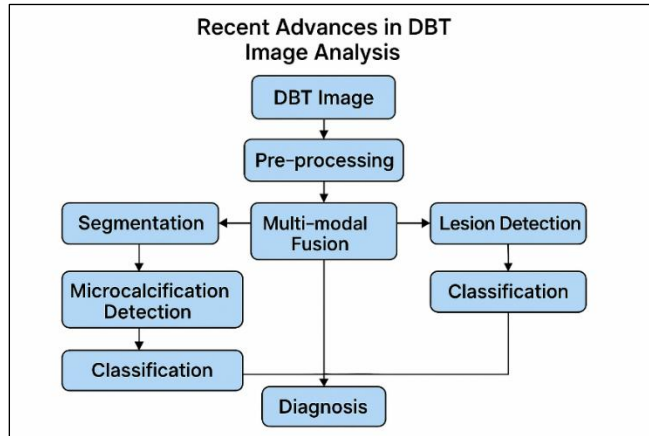 Recent Advances in DBT
Image Analysis
DBT Image
Pre-processing
Segmentation
Multi-modal
Fusion
Lesion Detection
Microcalcification
Detection
Classification
Classification
Diagnosis